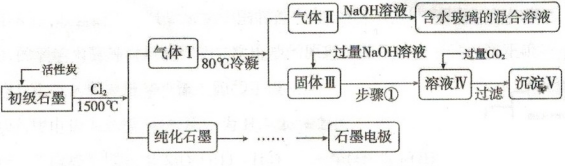 气体Ⅱ NaOH溶液 含水玻璃的混合溶液
活性炭 气体Ⅰ 80℃冷凝
过量NaOH溶液 过量CO₂
初级石墨 Cl₂ 1500℃
固体Ⅲ 步骤① 溶液Ⅳ 过滤 沉淀Ⅴ
纯化石墨 …… 石墨电极